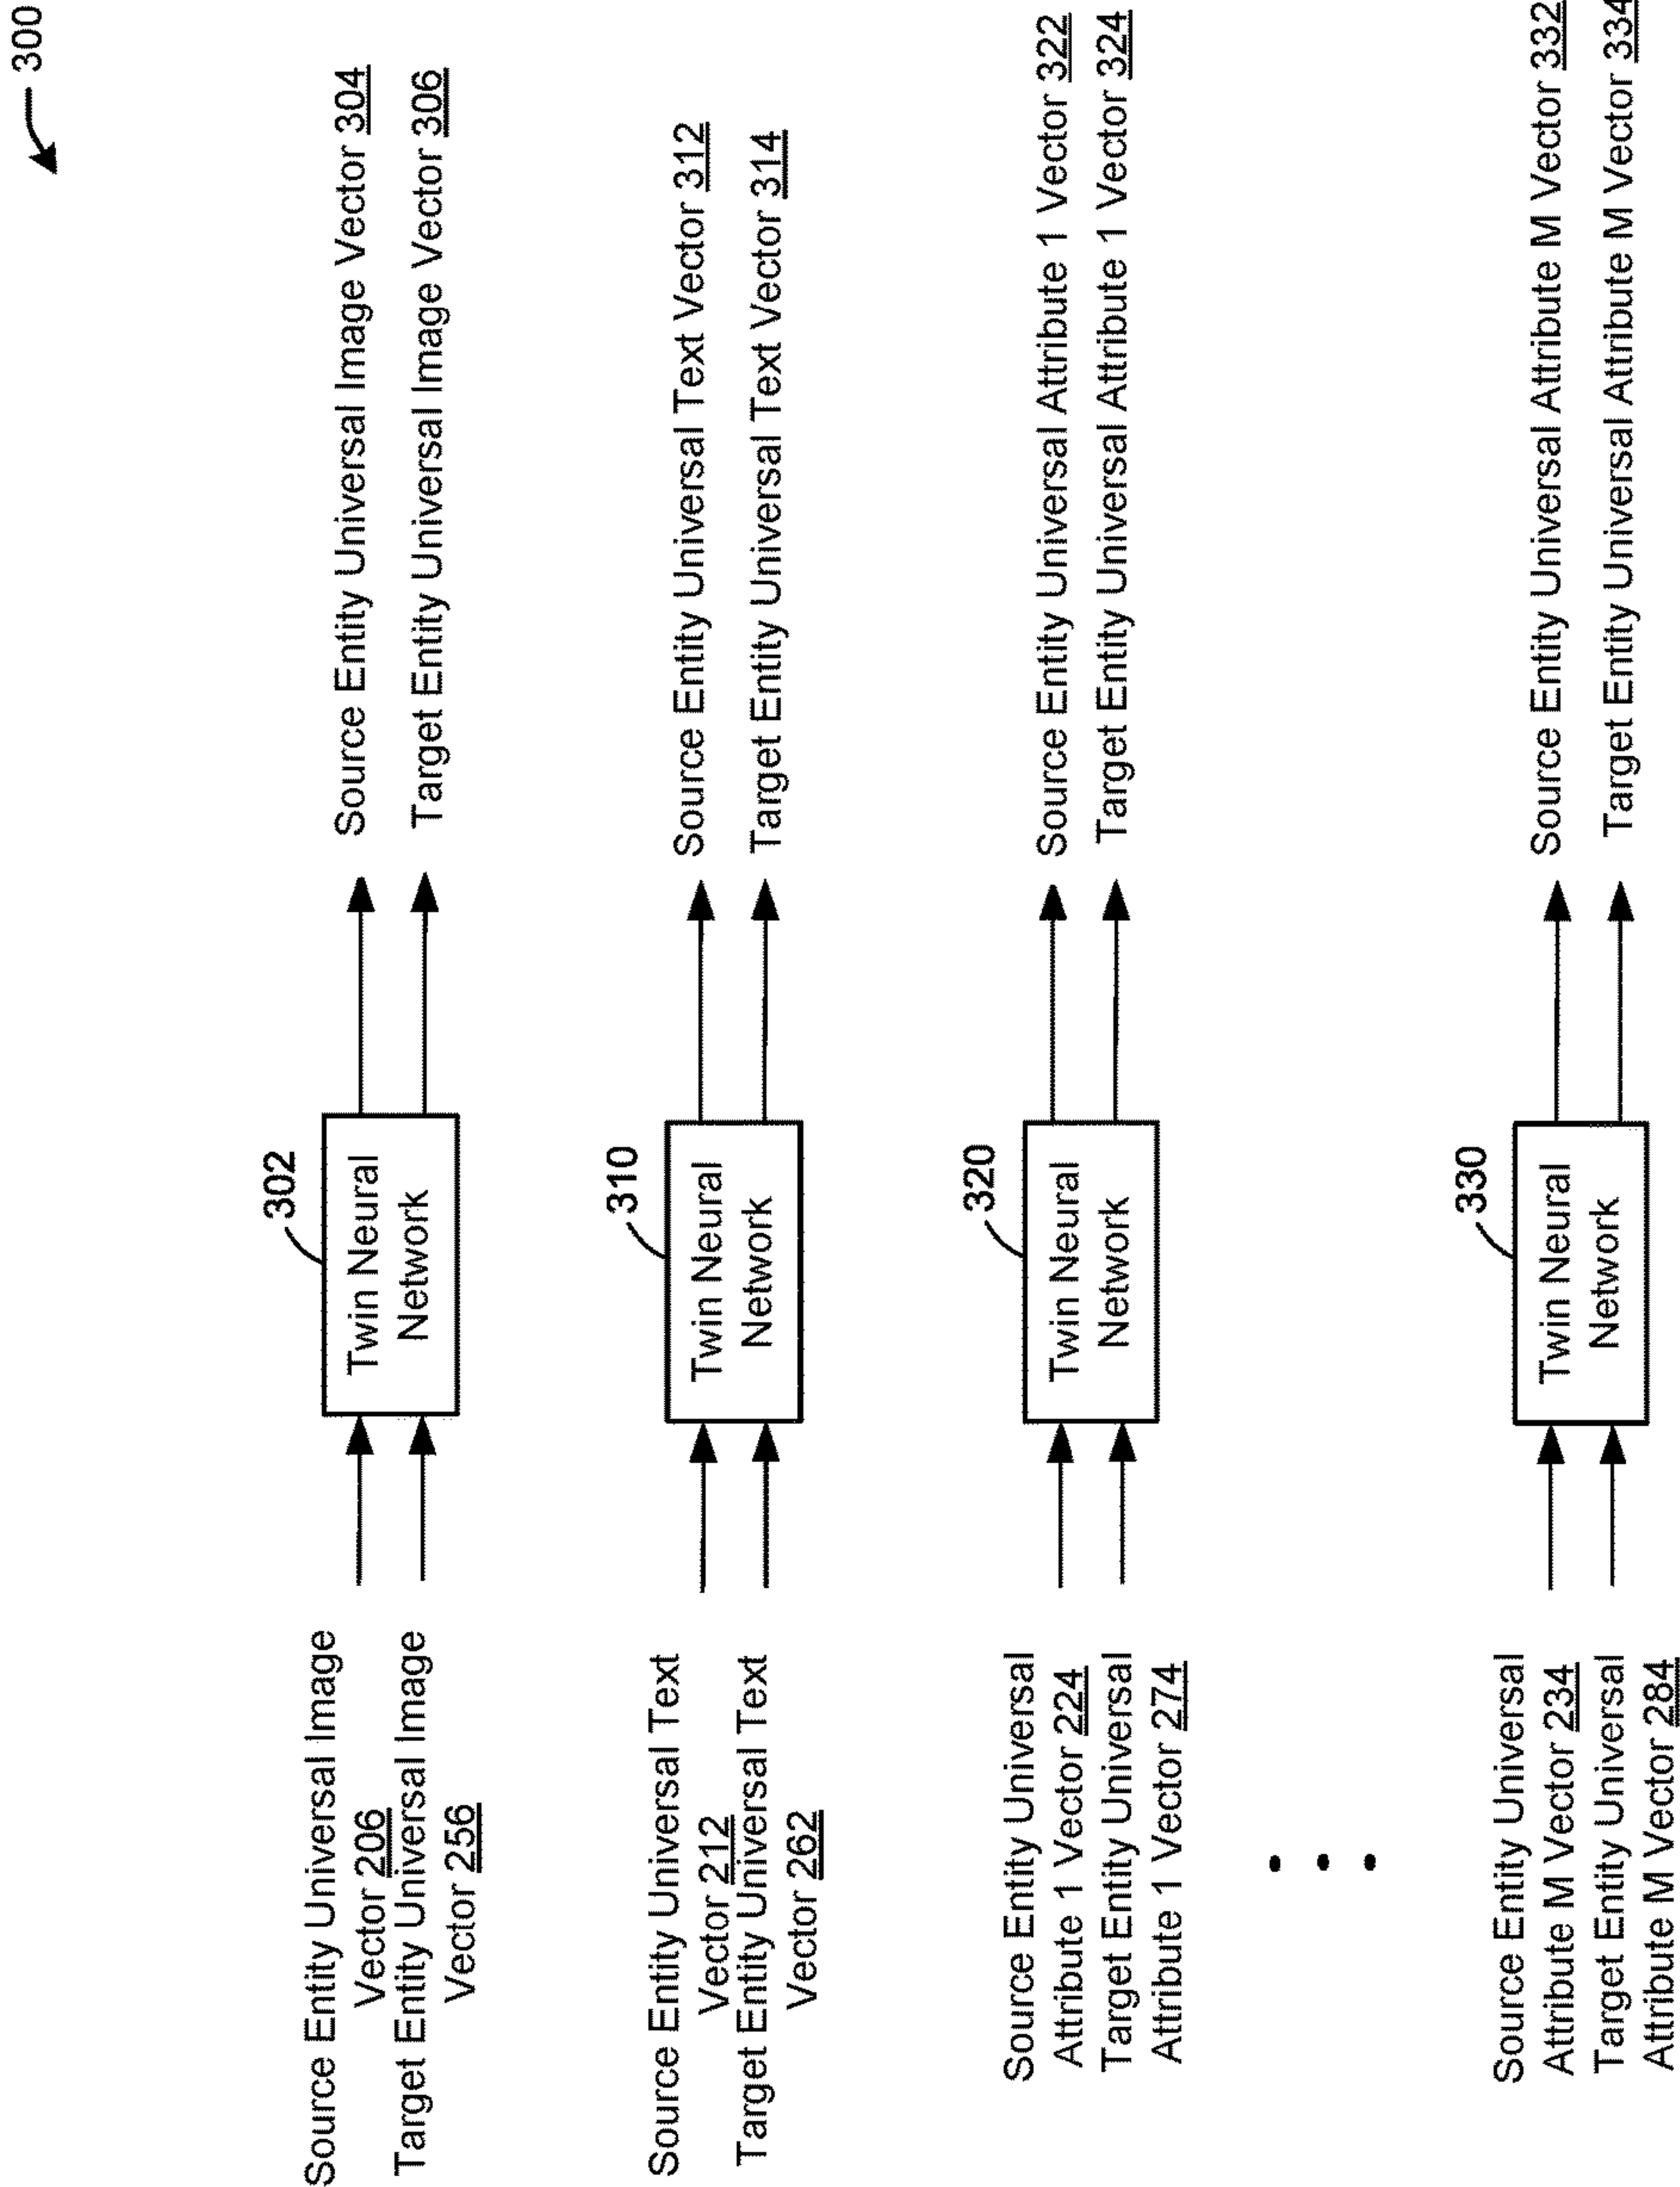 300
Source Entity Universal Image
Vector 206
Target Entity Universal Image
Vector 256
302
Twin Neural
Network
Source Entity Universal Image Vector 304
Target Entity Universal Image Vector 306
Source Entity Universal Text
Vector 212
Target Entity Universal Text
Vector 262
310
Twin Neural
Network
Source Entity Universal Text Vector 312
Target Entity Universal Text Vector 314
Source Entity Universal
Attribute 1 Vector 224
Target Entity Universal
Attribute 1 Vector 274
320
Twin Neural
Network
Source Entity Universal Attribute 1 Vector 322
Target Entity Universal Attribute 1 Vector 324
Source Entity Universal
Attribute M Vector 234
Target Entity Universal
Attribute M Vector 284
330
Twin Neural
Network
Source Entity Universal Attribute M Vector 332
Target Entity Universal Attribute M Vector 334